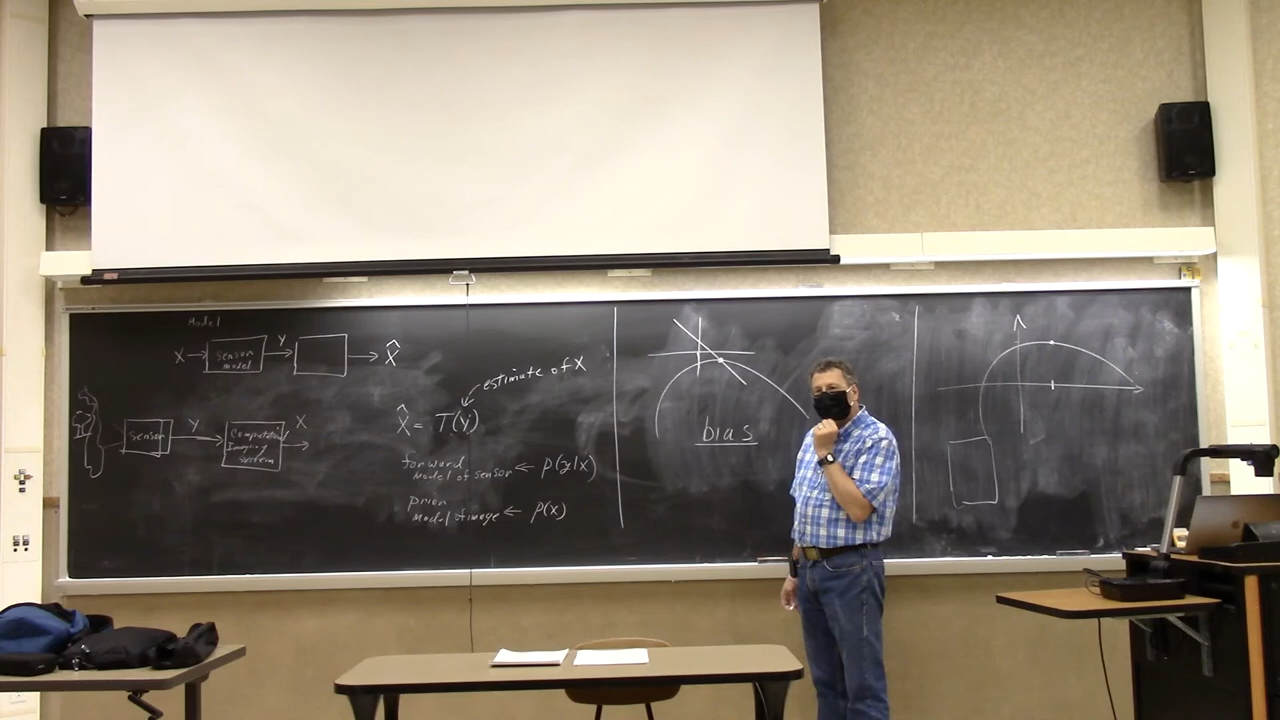 Model
X → Sensor Model Y → → X̂
Sensor Y → Computational Imaging System X →
estimate of X
X̂ = T(Y)
forward
model of sensor ← p(y|x)
prior
model of image ← p(x)
bias